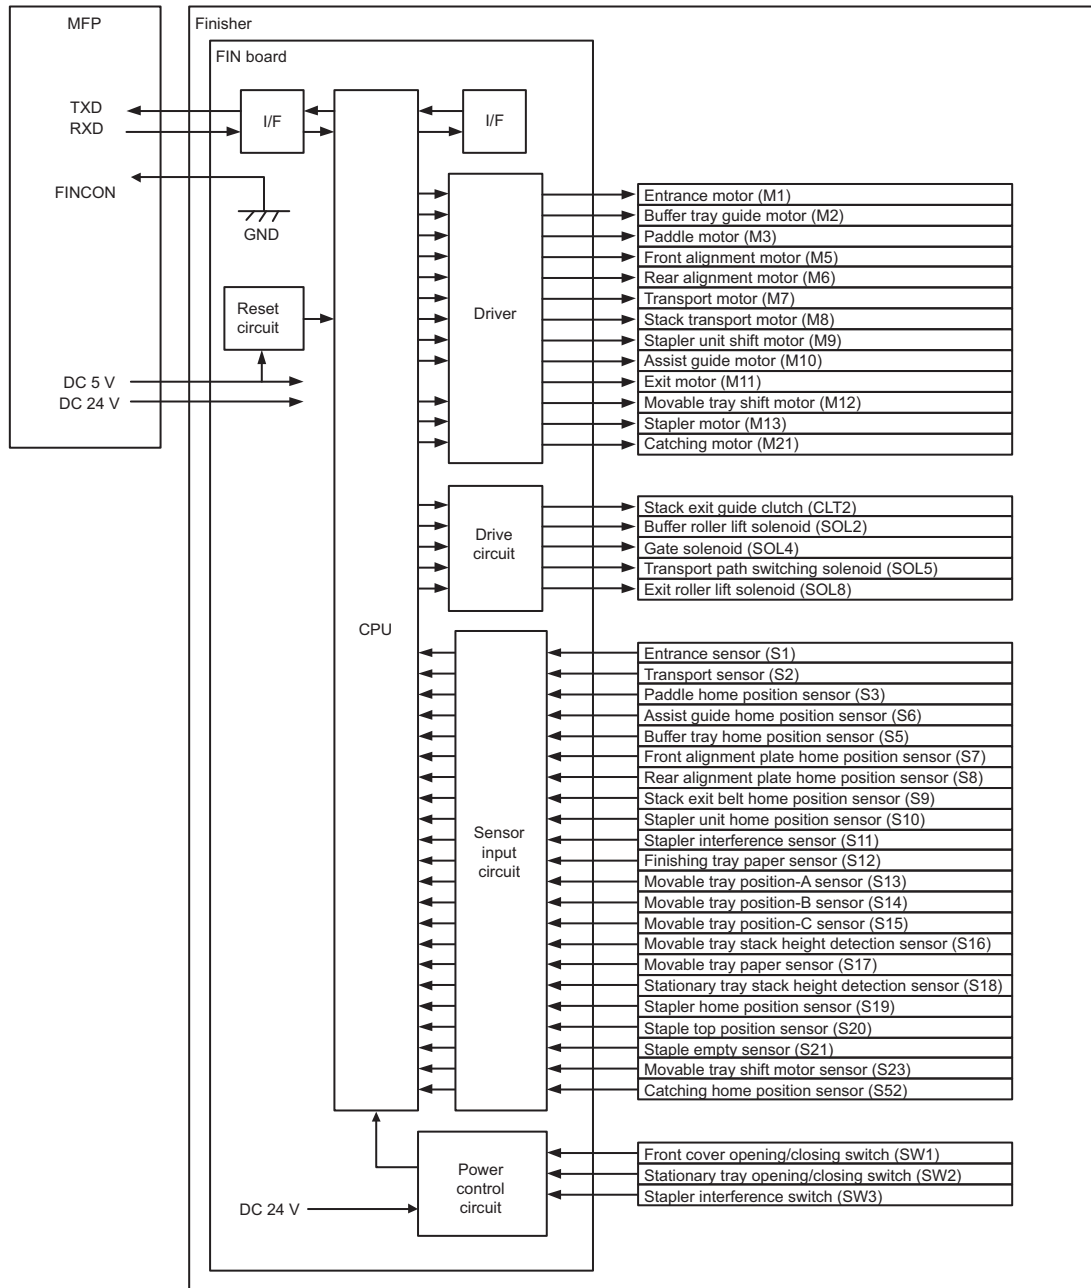 MFP
Finisher
FIN board
TXD
RXD
I/F
I/F
FINCON
GND
Reset
circuit
DC 5 V
DC 24 V
CPU
Driver
Entrance motor (M1)
Buffer tray guide motor (M2)
Paddle motor (M3)
Front alignment motor (M5)
Rear alignment motor (M6)
Transport motor (M7)
Stack transport motor (M8)
Stapler unit shift motor (M9)
Assist guide motor (M10)
Exit motor (M11)
Movable tray shift motor (M12)
Stapler motor (M13)
Catching motor (M21)
Drive
circuit
Stack exit guide clutch (CLT2)
Buffer roller lift solenoid (SOL2)
Gate solenoid (SOL4)
Transport path switching solenoid (SOL5)
Exit roller lift solenoid (SOL8)
Sensor
input
circuit
Entrance sensor (S1)
Transport sensor (S2)
Paddle home position sensor (S3)
Assist guide home position sensor (S6)
Buffer tray home position sensor (S5)
Front alignment plate home position sensor (S7)
Rear alignment plate home position sensor (S8)
Stack exit belt home position sensor (S9)
Stapler unit home position sensor (S10)
Stapler interference sensor (S11)
Finishing tray paper sensor (S12)
Movable tray position-A sensor (S13)
Movable tray position-B sensor (S14)
Movable tray position-C sensor (S15)
Movable tray stack height detection sensor (S16)
Movable tray paper sensor (S17)
Stationary tray stack height detection sensor (S18)
Stapler home position sensor (S19)
Staple top position sensor (S20)
Staple empty sensor (S21)
Movable tray shift motor sensor (S23)
Catching home position sensor (S52)
Power
control
circuit
DC 24 V
Front cover opening/closing switch (SW1)
Stationary tray opening/closing switch (SW2)
Stapler interference switch (SW3)